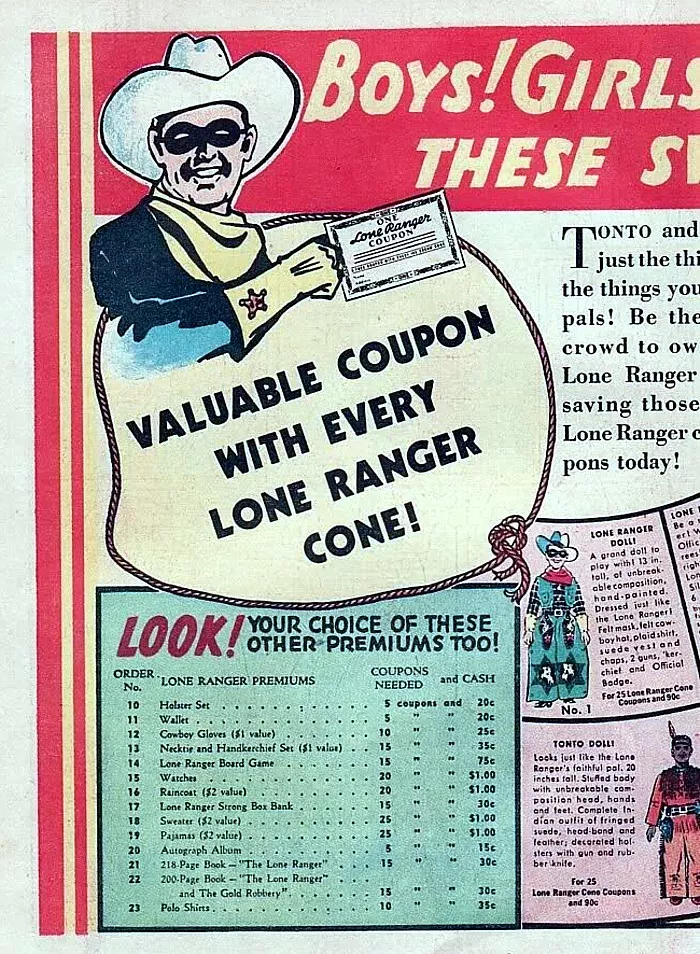 BOYS! GIRLS
THESE
ONE
Lone Ranger
COUPON
VALUABLE COUPON
WITH EVERY
LONE RANGER
CONE!
TONTO and
just the
the things you
pals! Be the
crowd to
Lone Ranger
saving those
Lone Ranger
pons today!
LONE RANGER
DOLL!
A grand doll to
play with! 13 in.
tall, of unbreak-
able composition,
hand-painted.
Dressed just like
the Lone Ranger!
Felt mask, felt cow-
boy hat, plaid shirt,
suede vest and
chaps, 2 guns, 'ker-
chief and Official
Badge.
For 25 Lone Ranger Cone
Coupons and 90c
No. 1
LOOK! YOUR CHOICE OF THESE
OTHER PREMIUMS TOO!
ORDER No. LONE RANGER PREMIUMS COUPONS NEEDED and CASH
10 Holster Set 5 coupons and 20c
11 Wallet 5 " " 20c
12 Cowboy Gloves ($1 value) 10 " " 25c
13 Necktie and Handkerchief Set ($1 value) 15 " " 35c
14 Lone Ranger Board Game 15 " " 75c
15 Watches 20 " " $1.00
16 Raincoat ($2 value) 20 " " $1.00
17 Lone Ranger Strong Box Bank 15 " " 30c
18 Sweater ($2 value) 25 " " $1.00
19 Pajamas ($2 value) 25 " " $1.00
20 Autograph Album 5 " " 15c
21 218-Page Book — "The Lone Ranger" 15 " " 30c
22 200-Page Book — "The Lone Ranger"
and The Gold Robbery" 15 " " 30c
23 Polo Shirts 10 " " 35c
TONTO DOLL!
Looks just like the Lone
Ranger's faithful pal. 20
inches tall. Stuffed body
with unbreakable com-
position head, hands
and feet. Complete In-
dian outfit of fringed
suede, head-band and
feather; decorated hol-
sters with gun and rub-
ber knife.
For 25
Lone Ranger Cone Coupons
and 90c